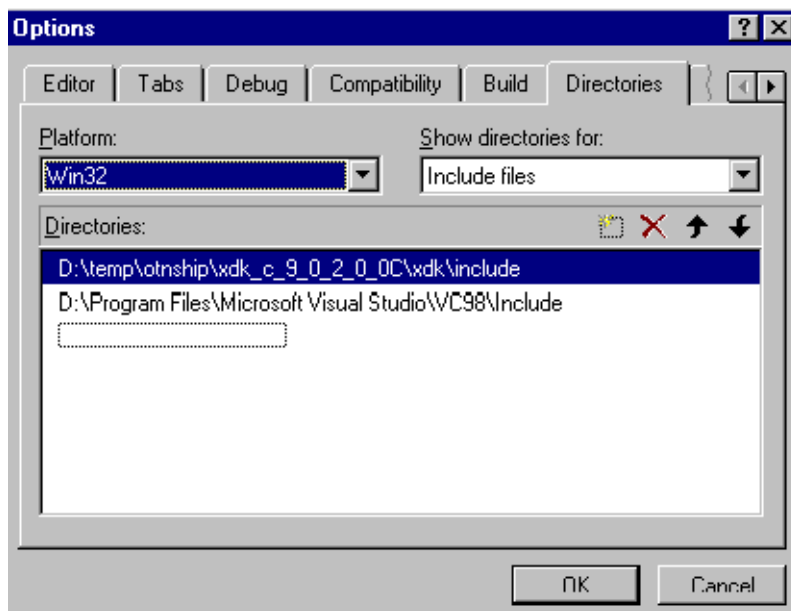 Options
Editor Tabs Debug Compatibility Build Directories
Platform: Show directories for:
Win32 Include files
Directories:
D:\temp\otnship\xdk_c_9_0_2_0_0C\xdk\include
D:\Program Files\Microsoft Visual Studio\VC98\Include
OK Cancel